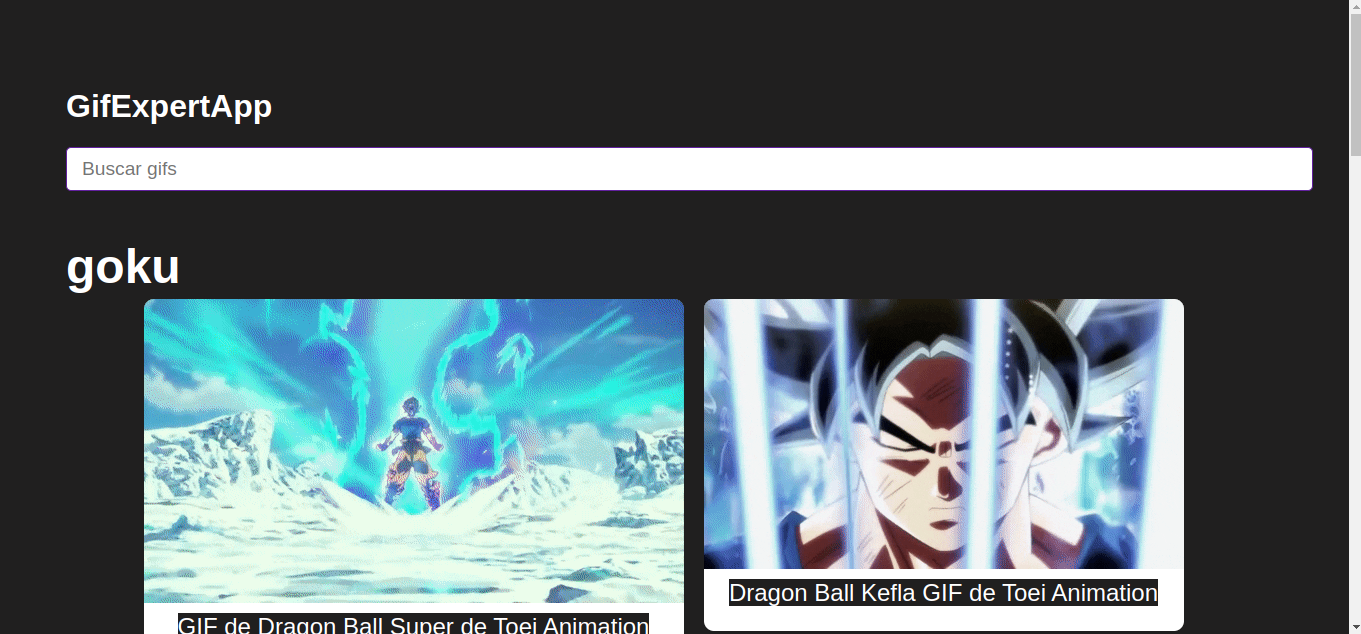 GifExpertApp
Buscar gifs
goku
Dragon Ball Kefla GIF de Toei Animation
GIF de Dragon Ball Super de Toei Animation